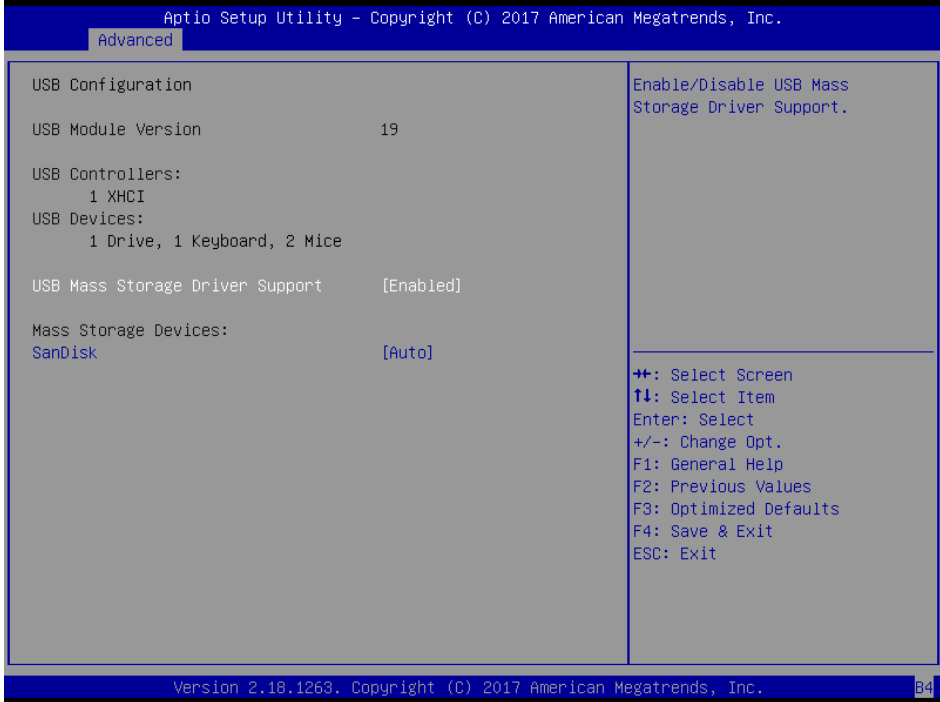 Aptio Setup Utility – Copyright (C) 2017 American Megatrends, Inc.
Advanced
USB Configuration
USB Module Version 19
USB Controllers:
1 XHCI
USB Devices:
1 Drive, 1 Keyboard, 2 Mice
USB Mass Storage Driver Support [Enabled]
Mass Storage Devices:
SanDisk [Auto]
Enable/Disable USB Mass
Storage Driver Support.
→←: Select Screen
↑↓: Select Item
Enter: Select
+/-: Change Opt.
F1: General Help
F2: Previous Values
F3: Optimized Defaults
F4: Save & Exit
ESC: Exit
Version 2.18.1263. Copyright (C) 2017 American Megatrends, Inc.
B4